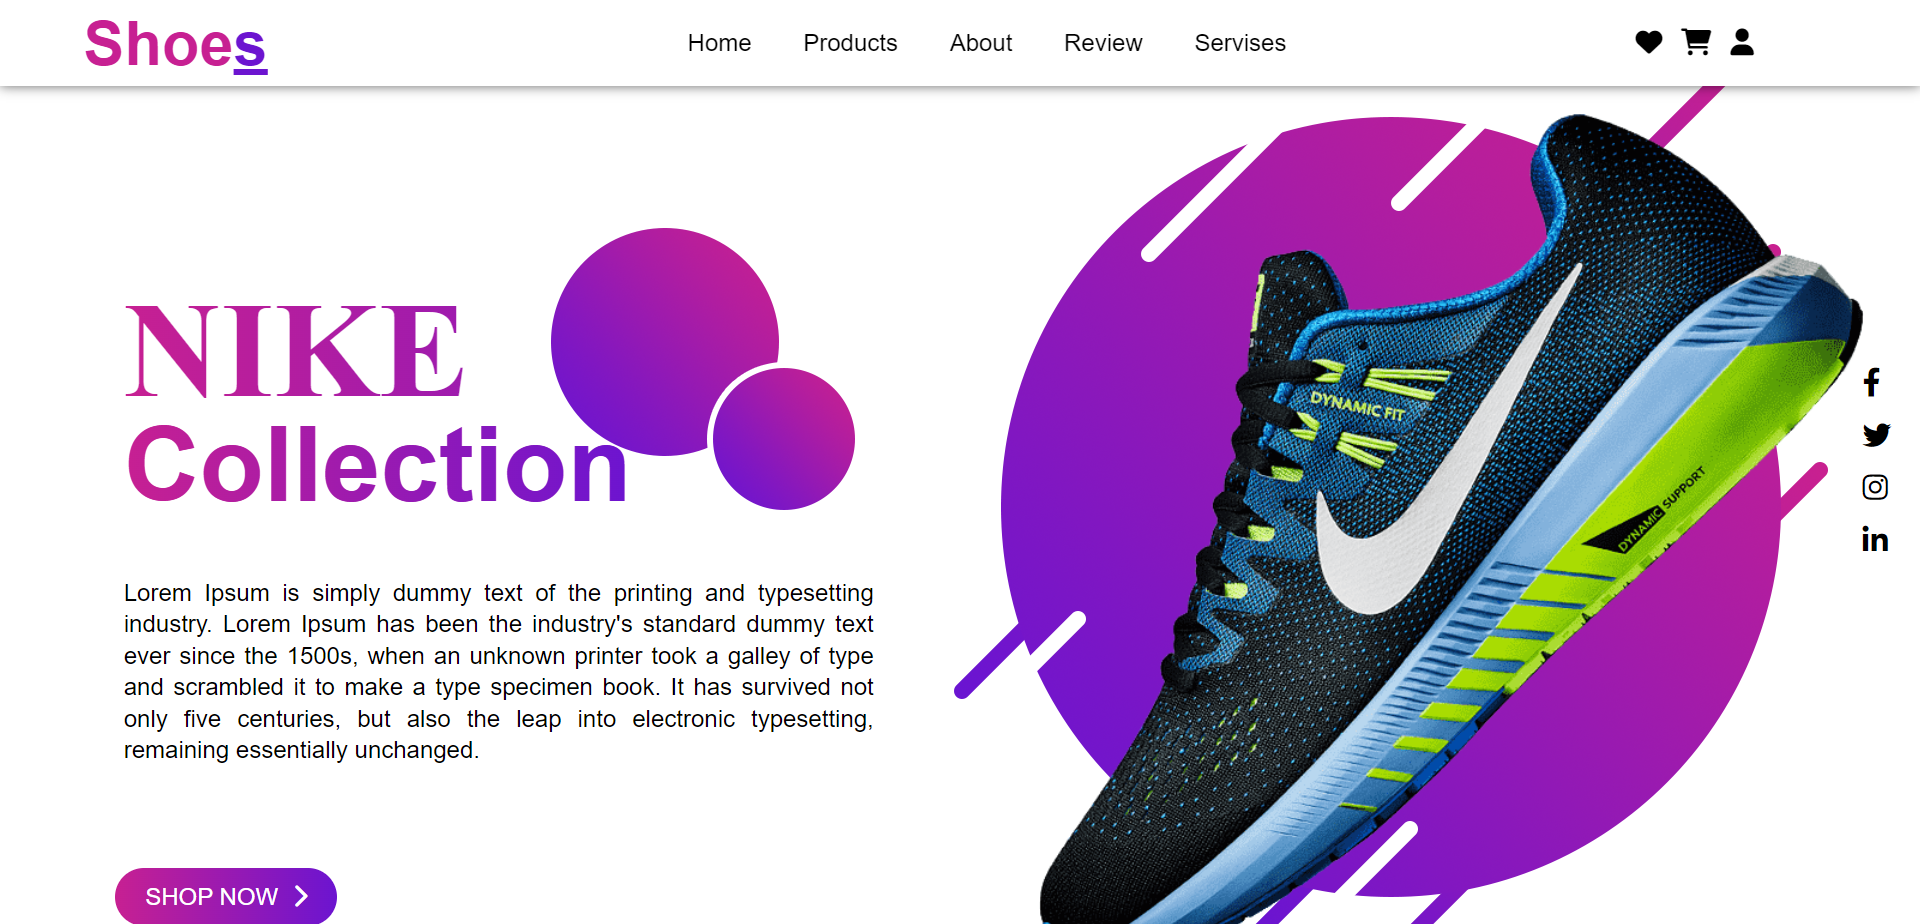 Shoes
Home Products About Review Servises
NIKE
Collection
Lorem Ipsum is simply dummy text of the printing and typesetting
industry. Lorem Ipsum has been the industry's standard dummy text
ever since the 1500s, when an unknown printer took a galley of type
and scrambled it to make a type specimen book. It has survived not
only five centuries, but also the leap into electronic typesetting,
remaining essentially unchanged.
SHOP NOW
DYNAMIC FIT
DYNAMIC SUPPORT